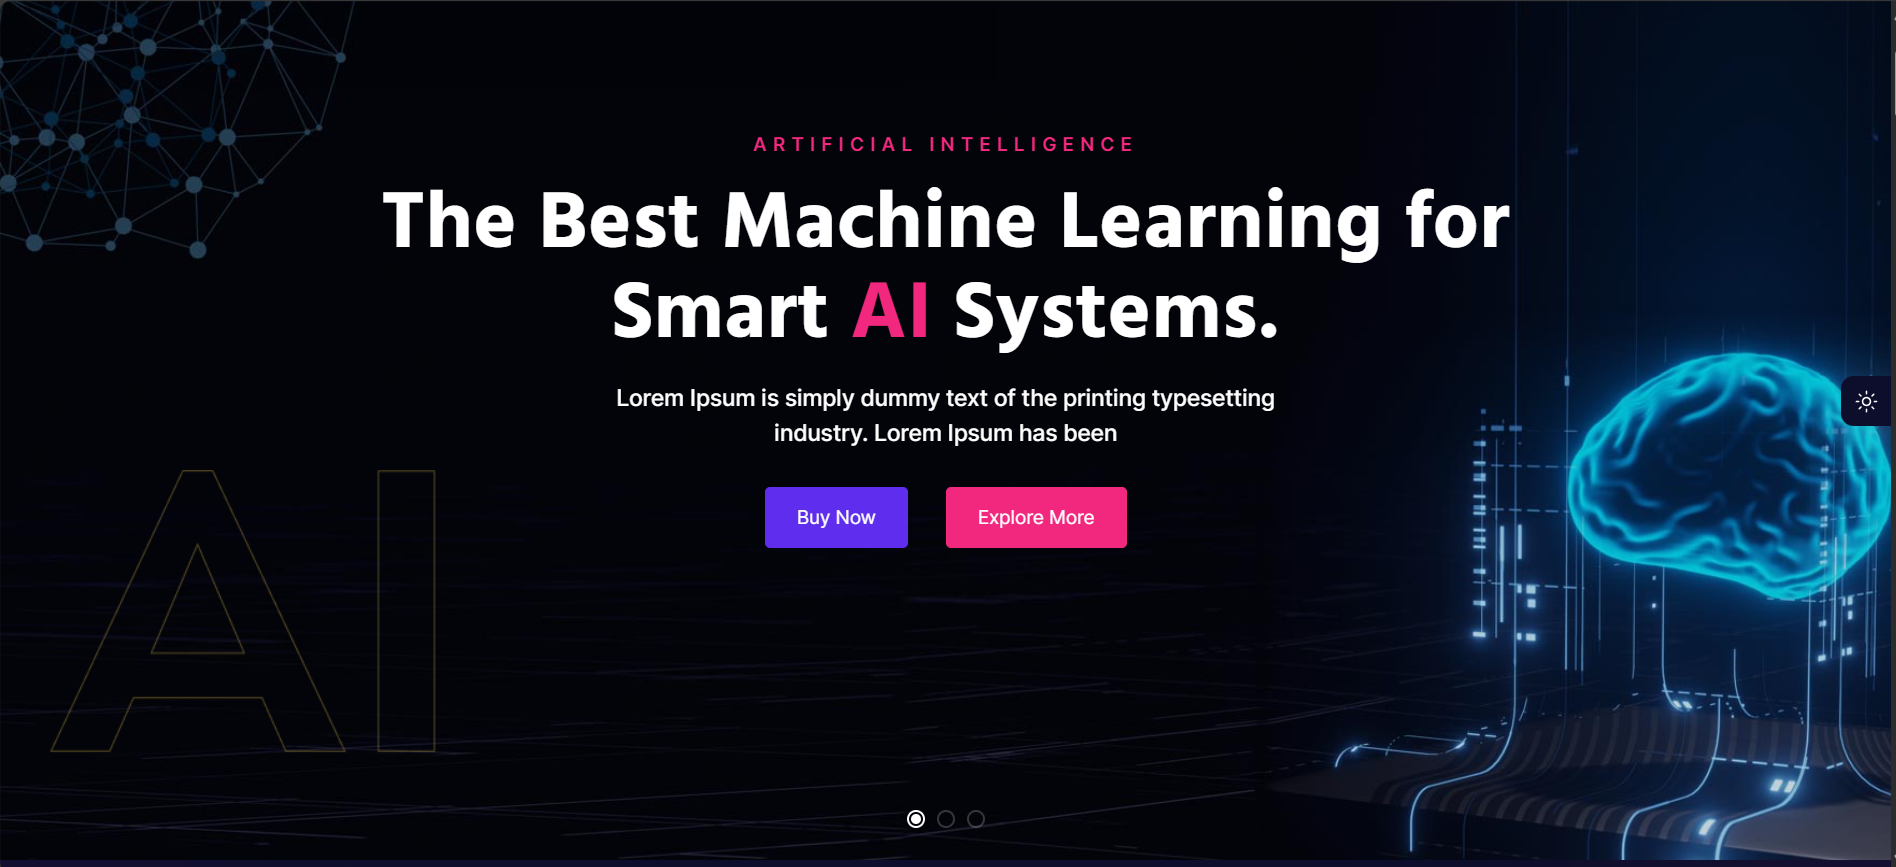 ARTIFICIAL INTELLIGENCE
The Best Machine Learning for
Smart AI Systems.
Lorem Ipsum is simply dummy text of the printing typesetting
industry. Lorem Ipsum has been
Buy Now
Explore More
AI